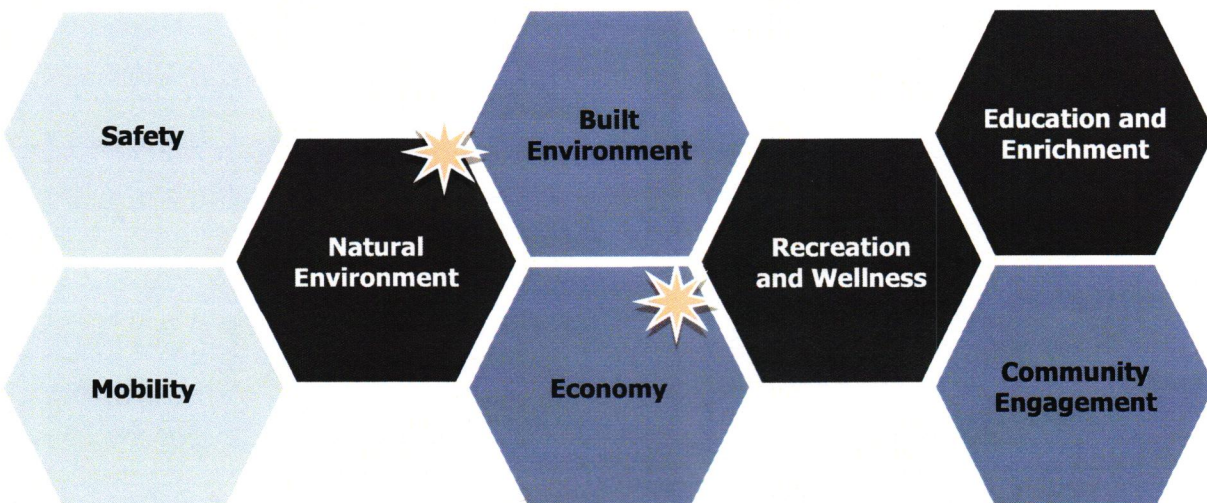 Safety
Built
Environment
Education and
Enrichment
Natural
Environment
Recreation
and Wellness
Mobility
Economy
Community
Engagement